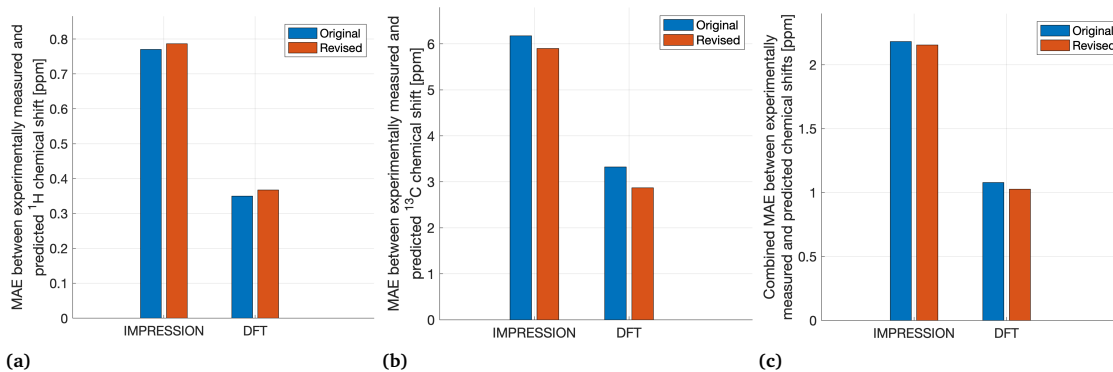 MAE between experimentally measured and
predicted ¹H chemical shift [ppm]
0.8
0.7
0.6
0.5
0.4
0.3
0.2
0.1
0
IMPRESSION DFT
Original
Revised
(a)
MAE between experimentally measured and
predicted ¹³C chemical shift [ppm]
6
5
4
3
2
1
0
IMPRESSION DFT
Original
Revised
(b)
Combined MAE between experimentally
measured and predicted chemical shifts [ppm]
2
1.5
1
0.5
0
IMPRESSION DFT
Original
Revised
(c)